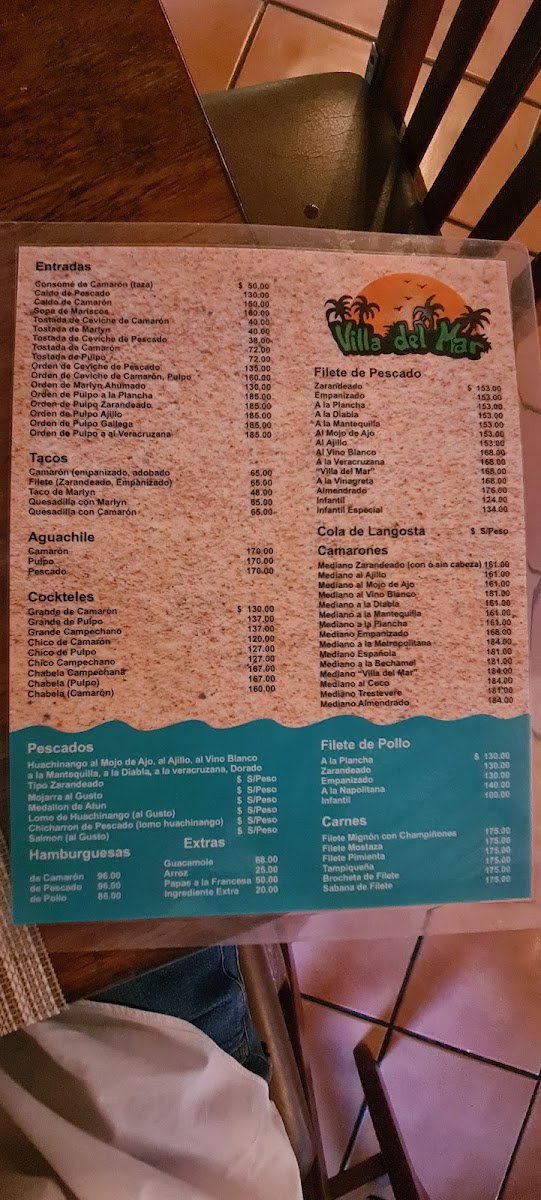 Entradas
Consomé de Camarón (taza) $ 50.00
Caldo de Pescado 130.00
Caldo de Camarón 150.00
Sopa de Mariscos 160.00
Tostada de Ceviche de Camarón 40.00
Tostada de Marlyn 40.00
Tostada de Ceviche de Pescado 38.00
Tostada de Camarón 72.00
Tostada de Pulpo 72.00
Orden de Ceviche de Pescado 135.00
Orden de Ceviche de Camarón, Pulpo 160.00
Orden de Marlyn Ahumado 130.00
Orden de Pulpo a la Plancha 185.00
Orden de Pulpo Zarandeado 185.00
Orden de Pulpo Ajillo 185.00
Orden de Pulpo Gallega 185.00
Orden de Pulpo a al Veracruzana 185.00
Tacos
Camarón (empanizado, adobado 65.00
Filete (Zarandeado, Empanizado) 65.00
Taco de Marlyn 48.00
Quesadilla con Marlyn 65.00
Quesadilla con Camarón 65.00
Aguachile
Camarón 170.00
Pulpo 170.00
Pescado 170.00
Cockteles
Grande de Camarón $ 130.00
Grande de Pulpo 137.00
Grande Campechano 137.00
Chico de Camarón 120.00
Chico de Pulpo 127.00
Chico Campechano 127.00
Chabela Campechana 167.00
Chabela (Pulpo) 167.00
Chabela (Camarón) 160.00
Villa del Mar
Filete de Pescado
Zarandeado $ 153.00
Empanizado 153.00
A la Plancha 153.00
A la Diabla 153.00
A la Mantequilla 153.00
Al Mojo de Ajo 153.00
Al Ajillo 153.00
Al Vino Blanco 168.00
A la Veracruzana 168.00
"Villa del Mar" 168.00
A la Vinagreta 168.00
Almendrado 176.00
Infantil 124.00
Infantil Especial 134.00
Cola de Langosta $ S/Peso
Camarones
Mediano Zarandeado (con ó sin cabeza) 161.00
Mediano al Ajillo 161.00
Mediano al Mojo de Ajo 161.00
Mediano al Vino Blanco 181.00
Mediano a la Diabla 161.00
Mediano a la Mantequilla 161.00
Mediano a la Plancha 161.00
Mediano Empanizado 168.00
Mediano a la Metropolitana 184.00
Mediano Española 181.00
Mediano a la Bechamel 181.00
Mediano "Villa del Mar" 184.00
Mediano al Coco 184.00
Mediano Trestevere 181.00
Mediano Almendrado 184.00
Pescados
Huachinango al Mojo de Ajo, al Ajillo, al Vino Blanco
a la Mantequilla, a la Diabla, a la veracruzana, Dorado
Tipo Zarandeado $ S/Peso
Mojarra al Gusto $ S/Peso
Medallon de Atun $ S/Peso
Lomo de Huachinango (al Gusto) $ S/Peso
Chicharron de Pescado (lomo huachinango) $ S/Peso
Salmon (al Gusto) $ S/Peso
Hamburguesas
de Camarón 96.00
de Pescado 96.00
de Pollo 86.00
Extras
Guacamole 68.00
Arroz 25.00
Papas a la Francesa 50.00
Ingrediente Extra 20.00
Filete de Pollo
A la Plancha $ 130.00
Zarandeado 130.00
Empanizado 130.00
A la Napolitana 140.00
Infantil 100.00
Carnes
Filete Mignón con Champiñones 175.00
Filete Mostaza 175.00
Filete Pimienta 175.00
Tampiqueña 175.00
Brocheta de Filete 175.00
Sabana de Filete 175.00